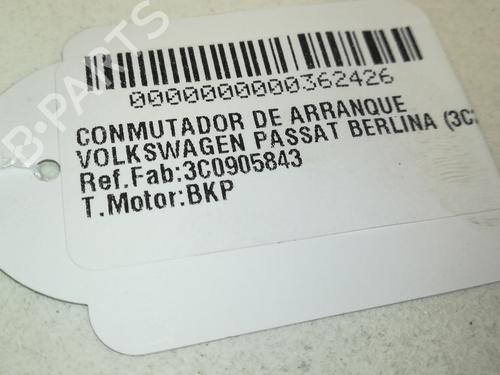 B-PARTS
0000000000362426
CONMUTADOR DE ARRANQUE
VOLKSWAGEN PASSAT BERLINA (3C
Ref.Fab:3C0905843
T.Motor:BKP